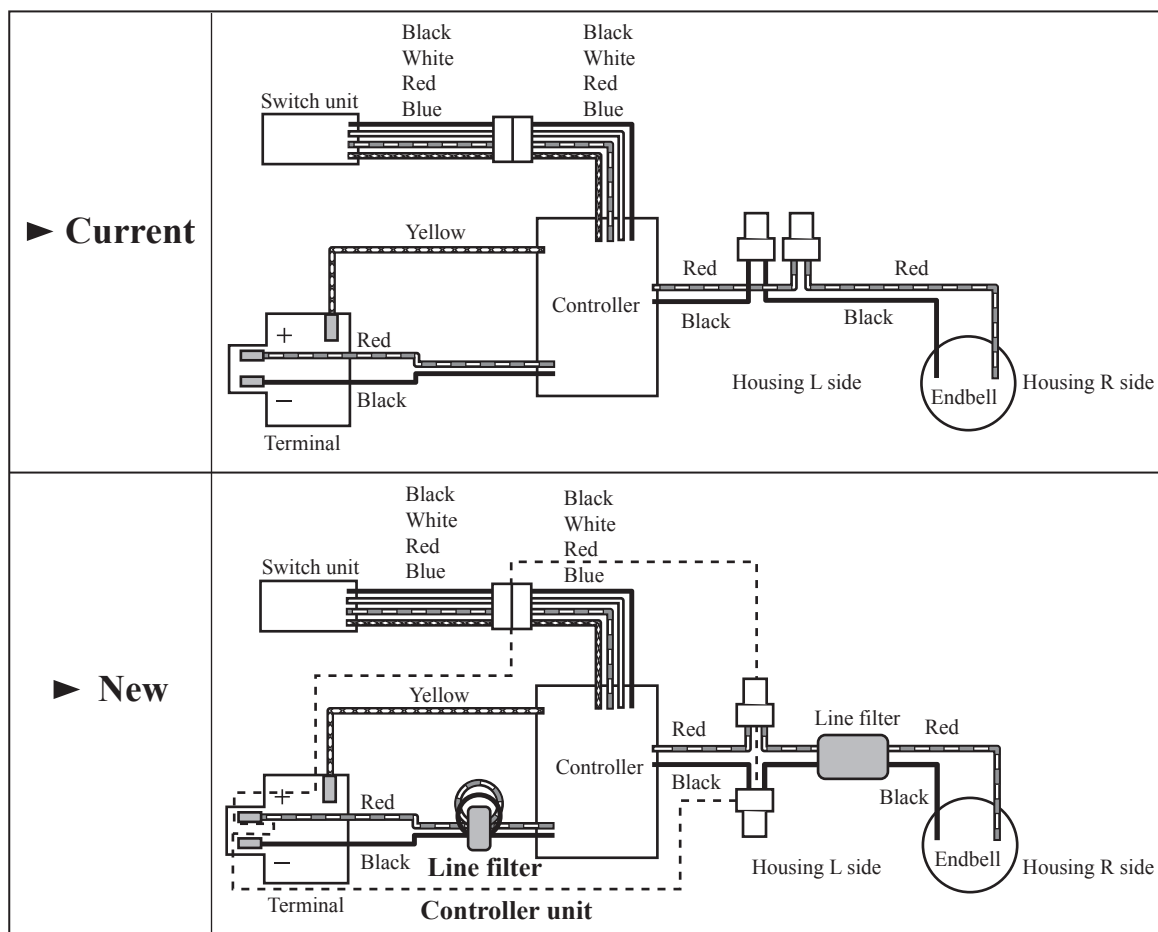 ► Current
Black
White
Red
Blue
Black
White
Red
Blue
Switch unit
Yellow
Controller
Red
Black
Red
Black
+
Red
−
Black
Terminal
Housing L side
Endbell
Housing R side
► New
Black
White
Red
Blue
Black
White
Red
Blue
Switch unit
Yellow
Controller
Red
Black
Line filter
Red
Black
+
Red
−
Black
Line filter
Terminal
Controller unit
Housing L side
Endbell
Housing R side